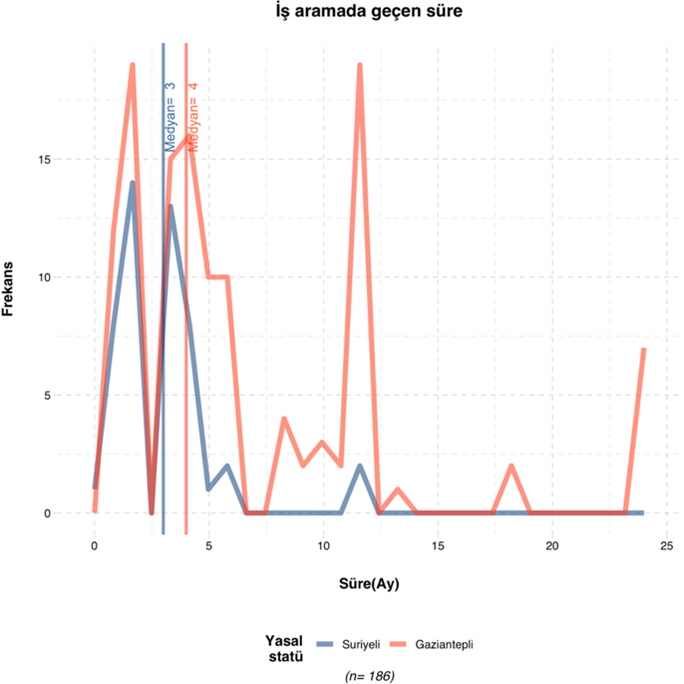 İş aramada geçen süre
Medyan= 3
Medyan= 4
15
10
5
0
Frekans
0 5 10 15 20 25
Süre(Ay)
Yasal
statü
Suriyeli Gaziantepli
(n= 186)